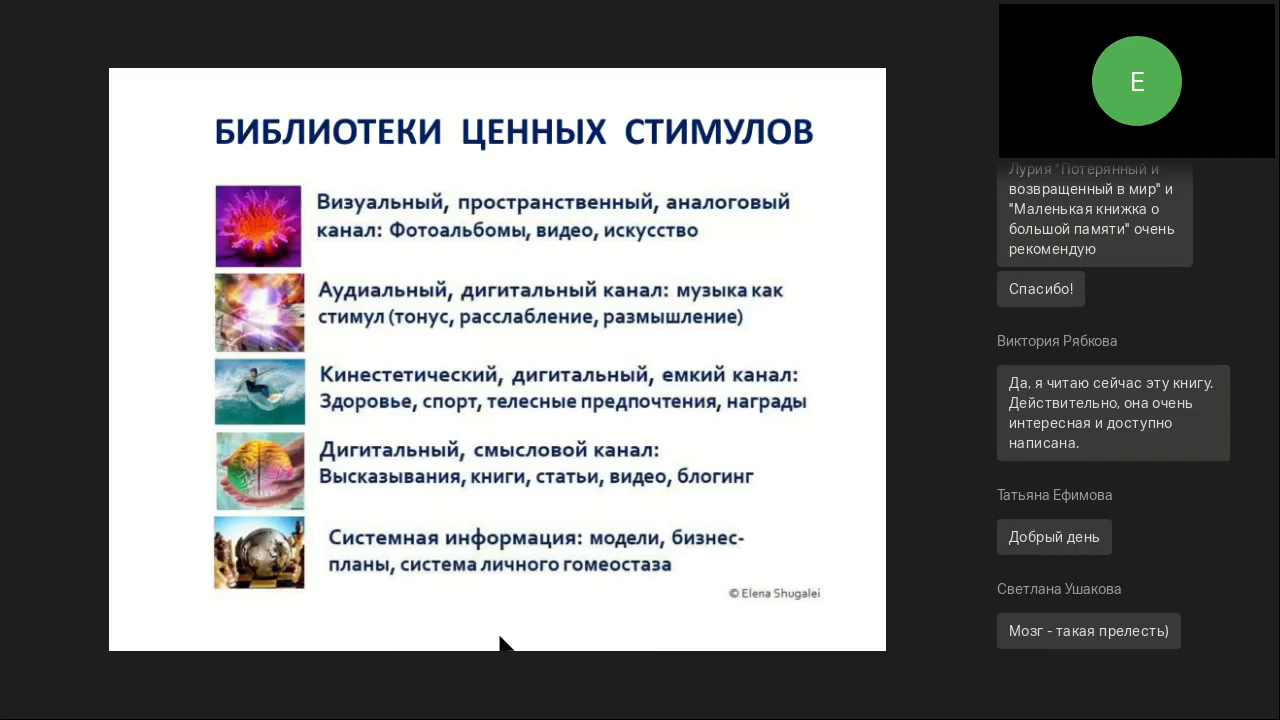 БИБЛИОТЕКИ ЦЕННЫХ СТИМУЛОВ
Визуальный, пространственный, аналоговый
канал: Фотоальбомы, видео, искусство
Аудиальный, дигитальный канал: музыка как
стимул (тонус, расслабление, размышление)
Кинестетический, дигитальный, емкий канал:
Здоровье, спорт, телесные предпочтения, награды
Дигитальный, смысловой канал:
Высказывания, книги, статьи, видео, блогинг
Системная информация: модели, бизнес-
планы, система личного гомеостаза
© Elena Shugalei
E
Лурия "Потерянный и
возвращенный в мир" и
"Маленькая книжка о
большой памяти" очень
рекомендую
Спасибо!
Виктория Рябкова
Да, я читаю сейчас эту книгу.
Действительно, она очень
интересная и доступно
написана.
Татьяна Ефимова
Добрый день
Светлана Ушакова
Мозг - такая прелесть)